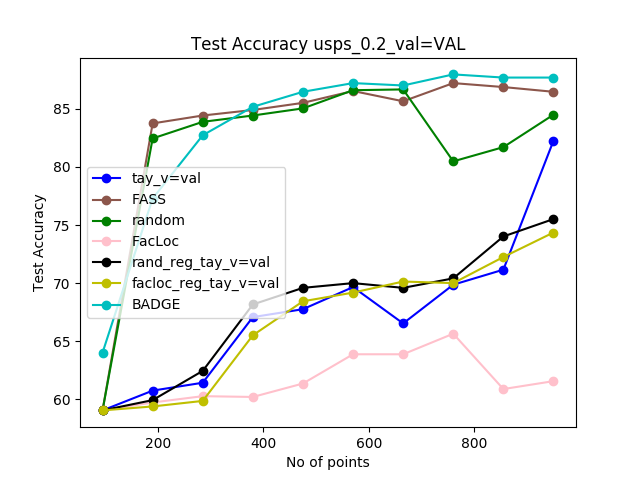 Test Accuracy usps_0.2_val=VAL
Test Accuracy
85
80
75
70
65
60
tay_v=val
FASS
random
FacLoc
rand_reg_tay_v=val
facloc_reg_tay_v=val
BADGE
200
400
600
800
No of points